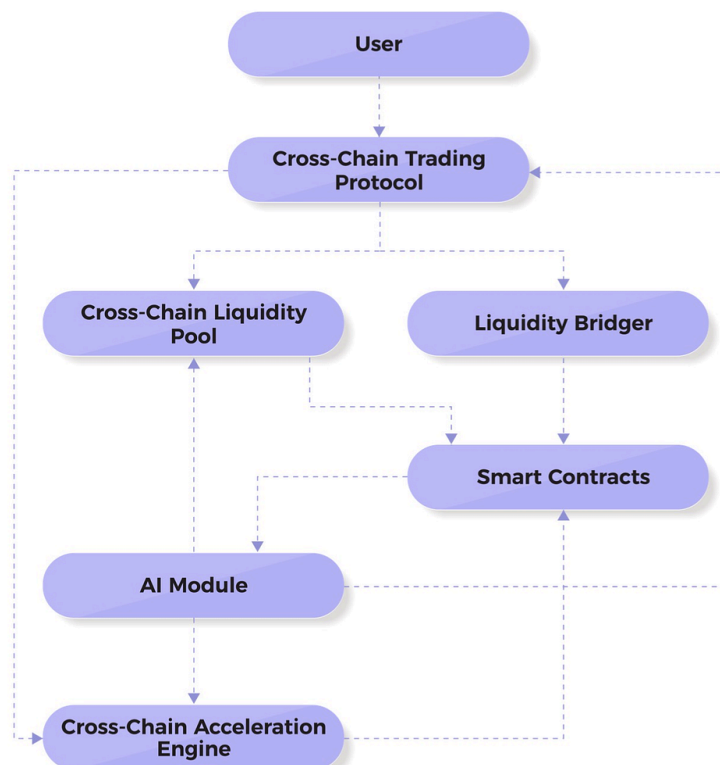 User
Cross-Chain Trading
Protocol
Cross-Chain Liquidity
Pool
Liquidity Bridger
Smart Contracts
AI Module
Cross-Chain Acceleration
Engine